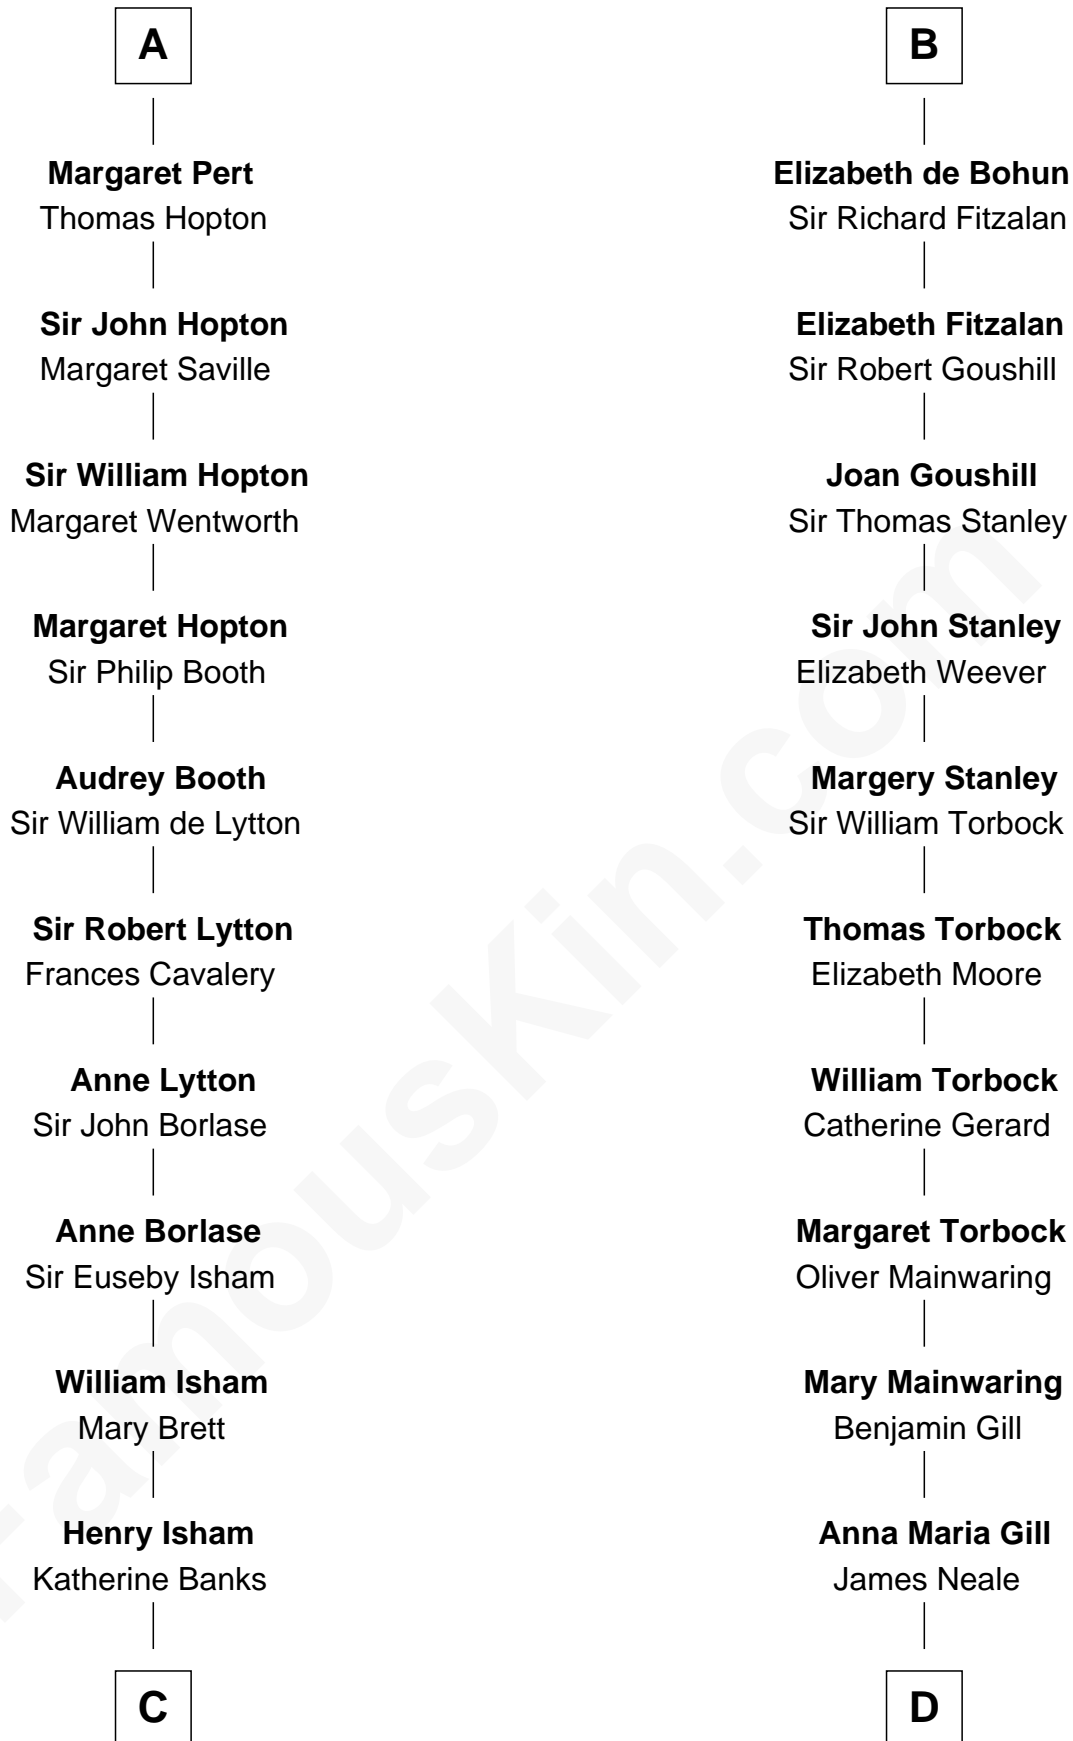 A
Margaret Pert
Thomas Hopton
Sir John Hopton
Margaret Saville
Sir William Hopton
Margaret Wentworth
Margaret Hopton
Sir Philip Booth
Audrey Booth
Sir William de Lytton
Sir Robert Lytton
Frances Cavalery
Anne Lytton
Sir John Borlase
Anne Borlase
Sir Euseby Isham
William Isham
Mary Brett
Henry Isham
Katherine Banks
C
B
Elizabeth de Bohun
Sir Richard Fitzalan
Elizabeth Fitzalan
Sir Robert Goushill
Joan Goushill
Sir Thomas Stanley
Sir John Stanley
Elizabeth Weever
Margery Stanley
Sir William Torbock
Thomas Torbock
Elizabeth Moore
William Torbock
Catherine Gerard
Margaret Torbock
Oliver Mainwaring
Mary Mainwaring
Benjamin Gill
Anna Maria Gill
James Neale
D
FamousKin.com